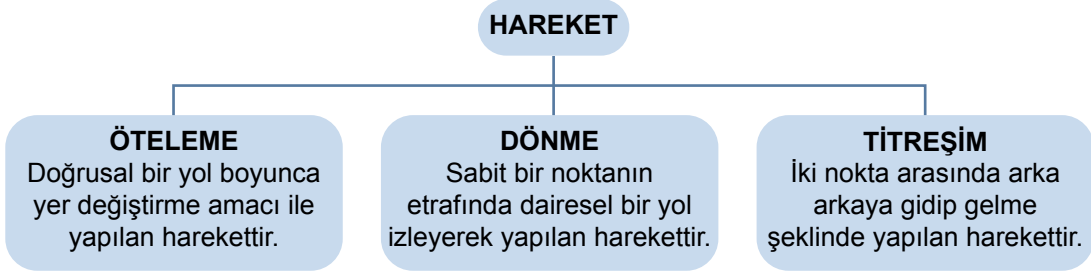 HAREKET
ÖTELEME
Doğrusal bir yol boyunca
yer değiştirme amacı ile
yapılan harekettir.
DÖNME
Sabit bir noktanın
etrafında dairesel bir yol
izleyerek yapılan harekettir.
TİTREŞİM
İki nokta arasında arka
arkaya gidip gelme
şeklinde yapılan harekettir.